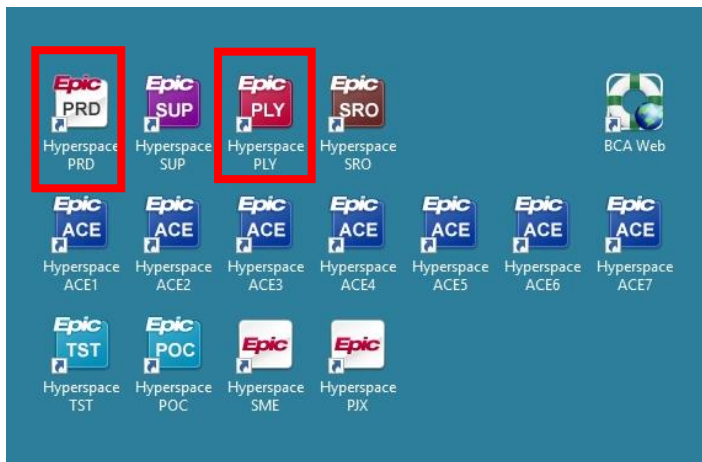 Epic Epic Epic Epic
PRD SUP PLY SRO
Hyperspace Hyperspace Hyperspace Hyperspace BCA Web
PRD SUP PLY SRO
Epic Epic Epic Epic Epic Epic Epic
ACE ACE ACE ACE ACE ACE ACE
Hyperspace Hyperspace Hyperspace Hyperspace Hyperspace Hyperspace Hyperspace
ACE1 ACE2 ACE3 ACE4 ACE5 ACE6 ACE7
Epic Epic
TST POC Epic Epic
Hyperspace Hyperspace Hyperspace Hyperspace
TST POC SME PJX